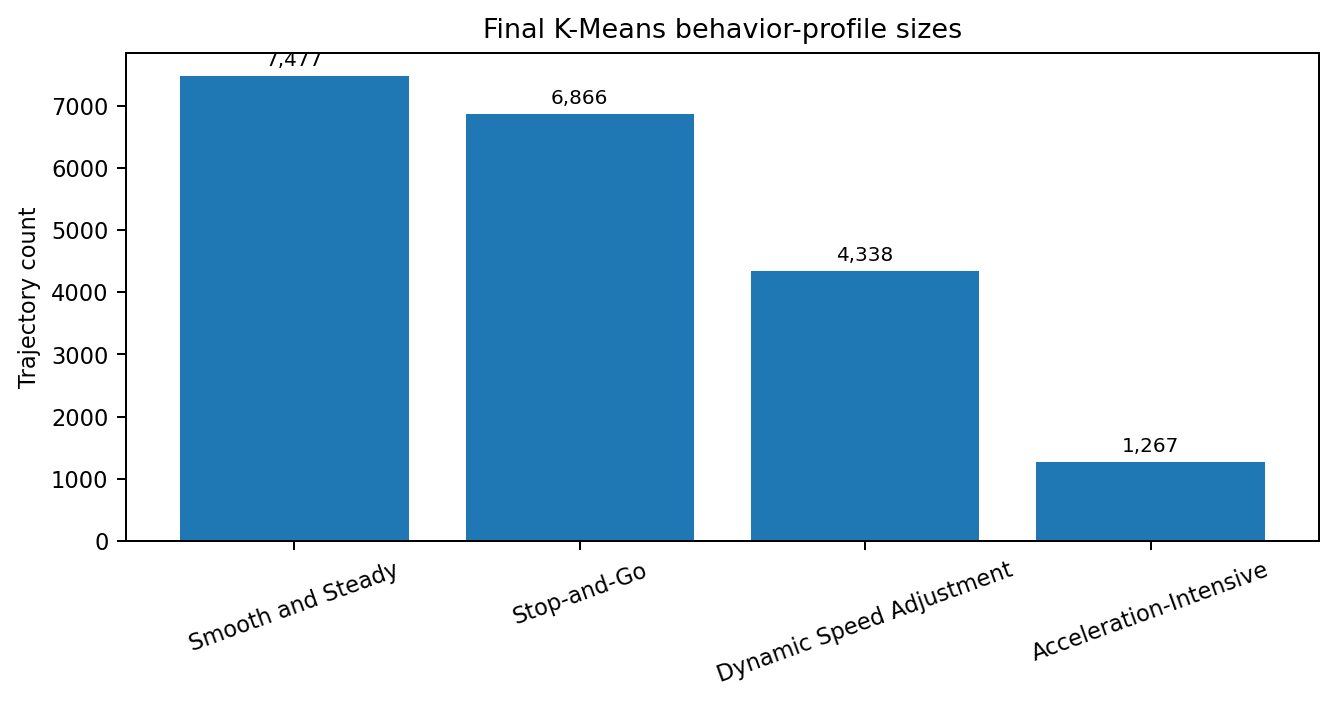 Final K-Means behavior-profile sizes
Trajectory count
7000
6000
5000
4000
3000
2000
1000
0
7,477
6,866
4,338
1,267
Smooth and Steady
Stop-and-Go
Dynamic Speed Adjustment
Acceleration-Intensive